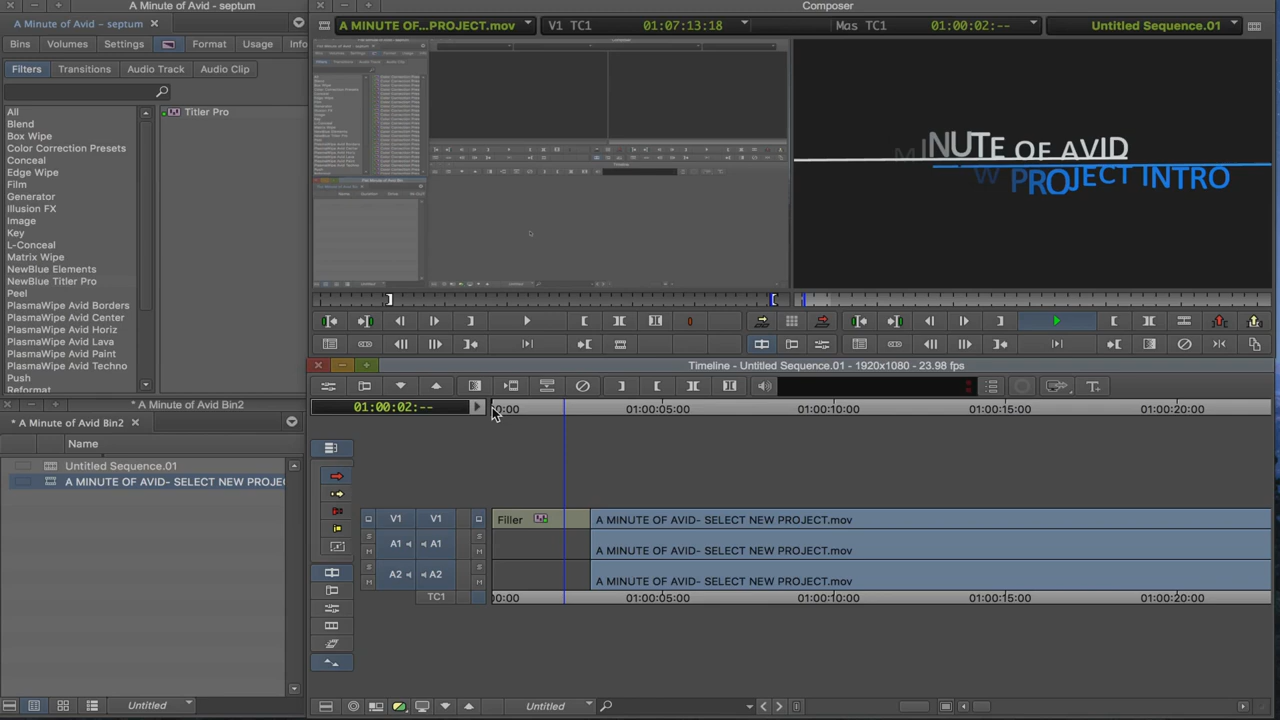 A Minute of Avid - septum
Composer
A Minute of Avid - septum
A MINUTE OF...PROJECT.mov
V1 TC1
01:07:13:18
Mas TC1
01:00:02:--
Untitled Sequence.01
Bins
Volumes
Settings
Format
Usage
Info
Filters
Transitions
Audio Track
Audio Clip
All
Blend
Box Wipe
Color Correction Presets
Conceal
Edge Wipe
Film
Generator
Illusion FX
Image
Key
L-Conceal
Matrix Wipe
NewBlue Elements
NewBlue Titler Pro
Peel
PlasmaWipe Avid Borders
PlasmaWipe Avid Center
PlasmaWipe Avid Horiz
PlasmaWipe Avid Lava
PlasmaWipe Avid Paint
PlasmaWipe Avid Techno
Push
Reformat
Titler Pro
MINUTE OF AVID
W PROJECT INTRO
Timeline - Untitled Sequence.01 - 1920x1080 - 23.98 fps
* A Minute of Avid Bin2
* A Minute of Avid Bin2
Name
Untitled Sequence.01
A MINUTE OF AVID- SELECT NEW PROJE
Untitled
01:00:02:--
0:00
01:00:05:00
01:00:10:00
01:00:15:00
01:00:20:00
V1 V1 Filler A MINUTE OF AVID- SELECT NEW PROJECT.mov
S
M
A1 A1 A MINUTE OF AVID- SELECT NEW PROJECT.mov
S
M
A2 A2 A MINUTE OF AVID- SELECT NEW PROJECT.mov
TC1
0:00
01:00:05:00
01:00:10:00
01:00:15:00
01:00:20:00
Untitled